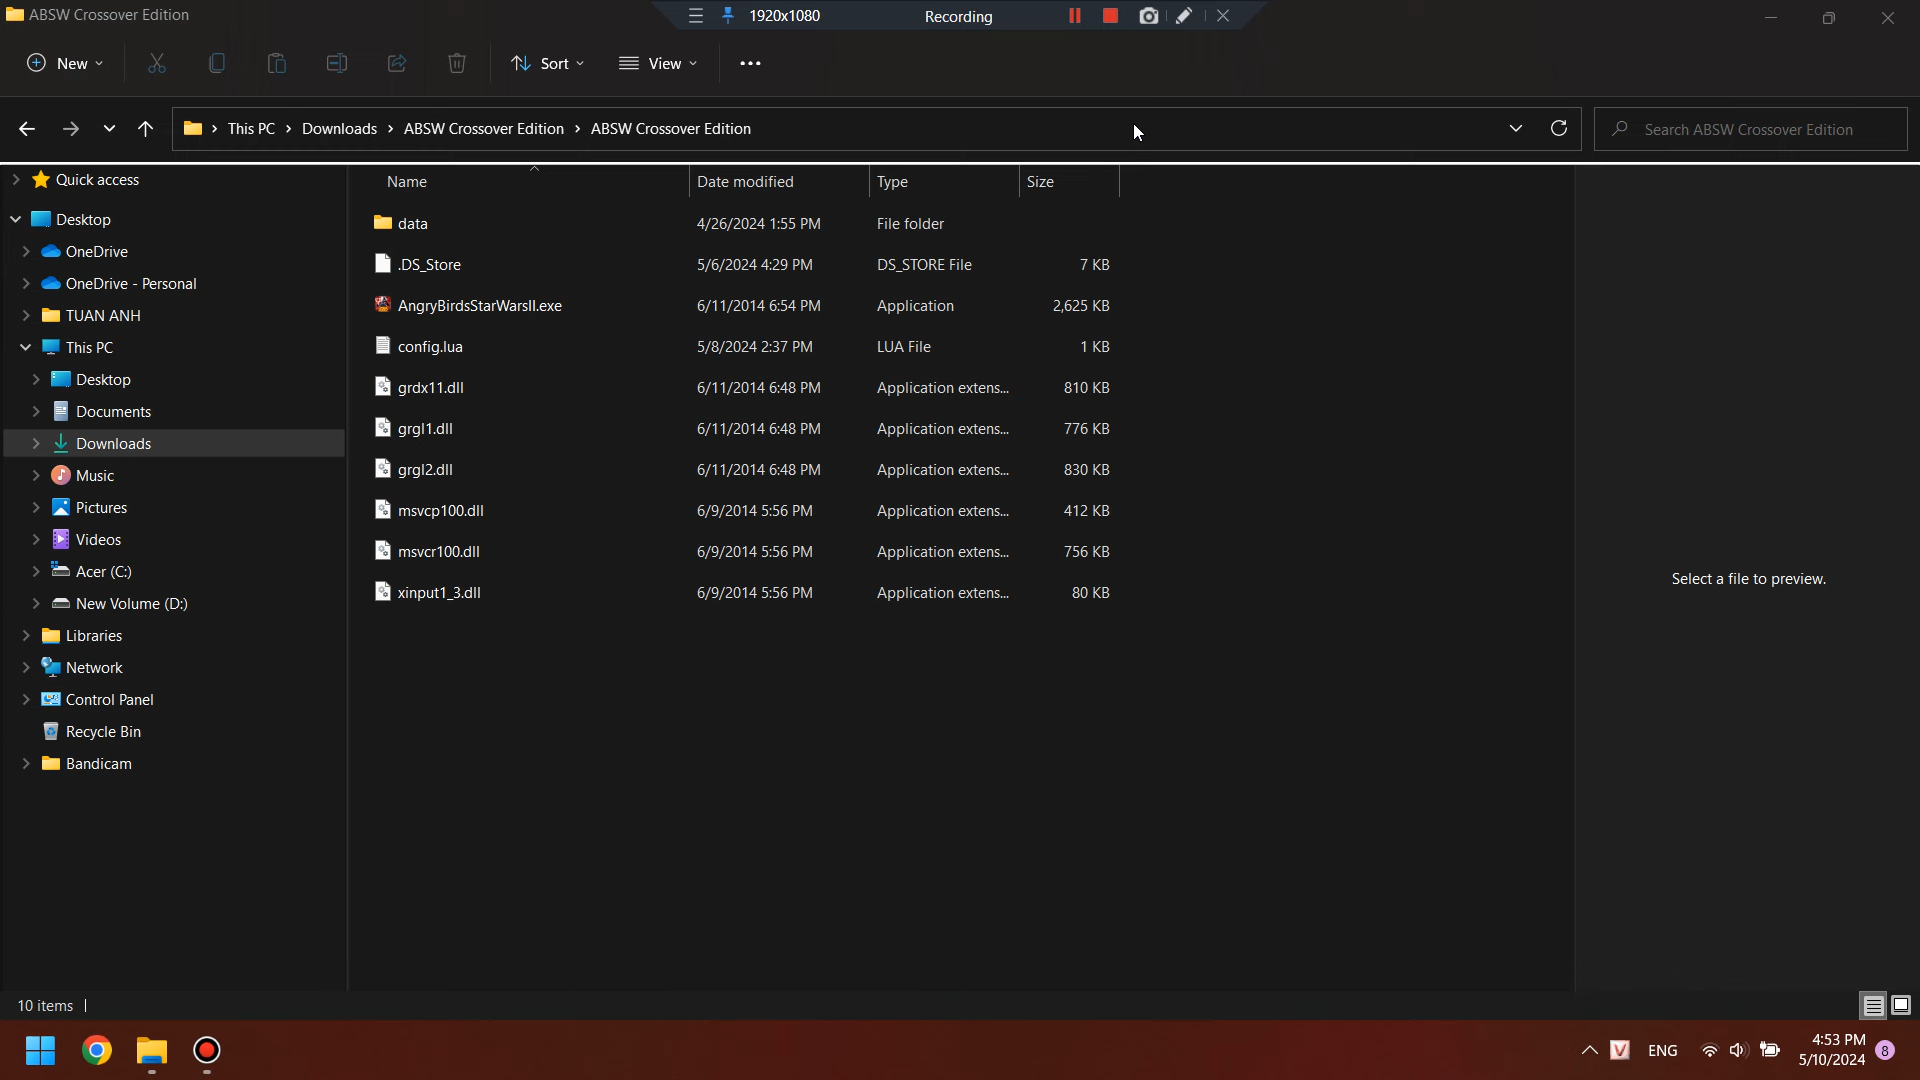 ABSW Crossover Edition
1920x1080 Recording
New Sort View
This PC > Downloads > ABSW Crossover Edition > ABSW Crossover Edition
Search ABSW Crossover Edition
Quick access
Desktop
OneDrive
OneDrive - Personal
TUAN ANH
This PC
Desktop
Documents
Downloads
Music
Pictures
Videos
Acer (C:)
New Volume (D:)
Libraries
Network
Control Panel
Recycle Bin
Bandicam
Name Date modified Type Size
data 4/26/2024 1:55 PM File folder
.DS_Store 5/6/2024 4:29 PM DS_STORE File 7 KB
AngryBirdsStarWarsII.exe 6/11/2014 6:54 PM Application 2,625 KB
config.lua 5/8/2024 2:37 PM LUA File 1 KB
grdx11.dll 6/11/2014 6:48 PM Application extens... 810 KB
grgl1.dll 6/11/2014 6:48 PM Application extens... 776 KB
grgl2.dll 6/11/2014 6:48 PM Application extens... 830 KB
msvcp100.dll 6/9/2014 5:56 PM Application extens... 412 KB
msvcr100.dll 6/9/2014 5:56 PM Application extens... 756 KB
xinput1_3.dll 6/9/2014 5:56 PM Application extens... 80 KB
Select a file to preview.
10 items
V ENG
4:53 PM
5/10/2024
8